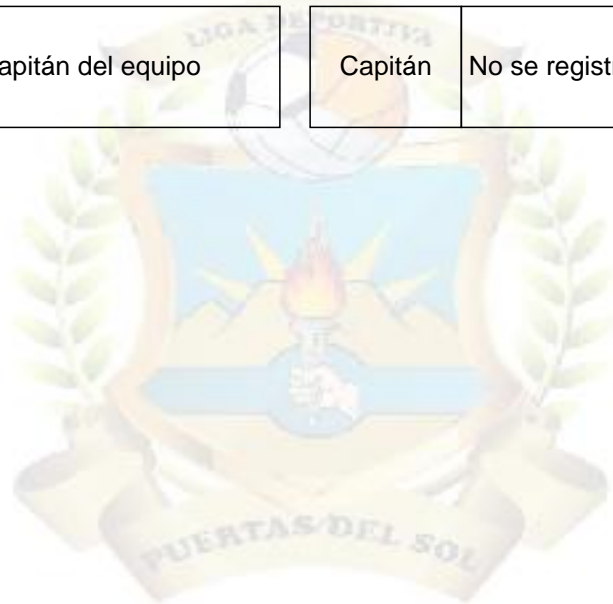 LIGA DEPORTIVA
apitán del equipo
Capitán
No se regist
PUERTAS DEL SOL